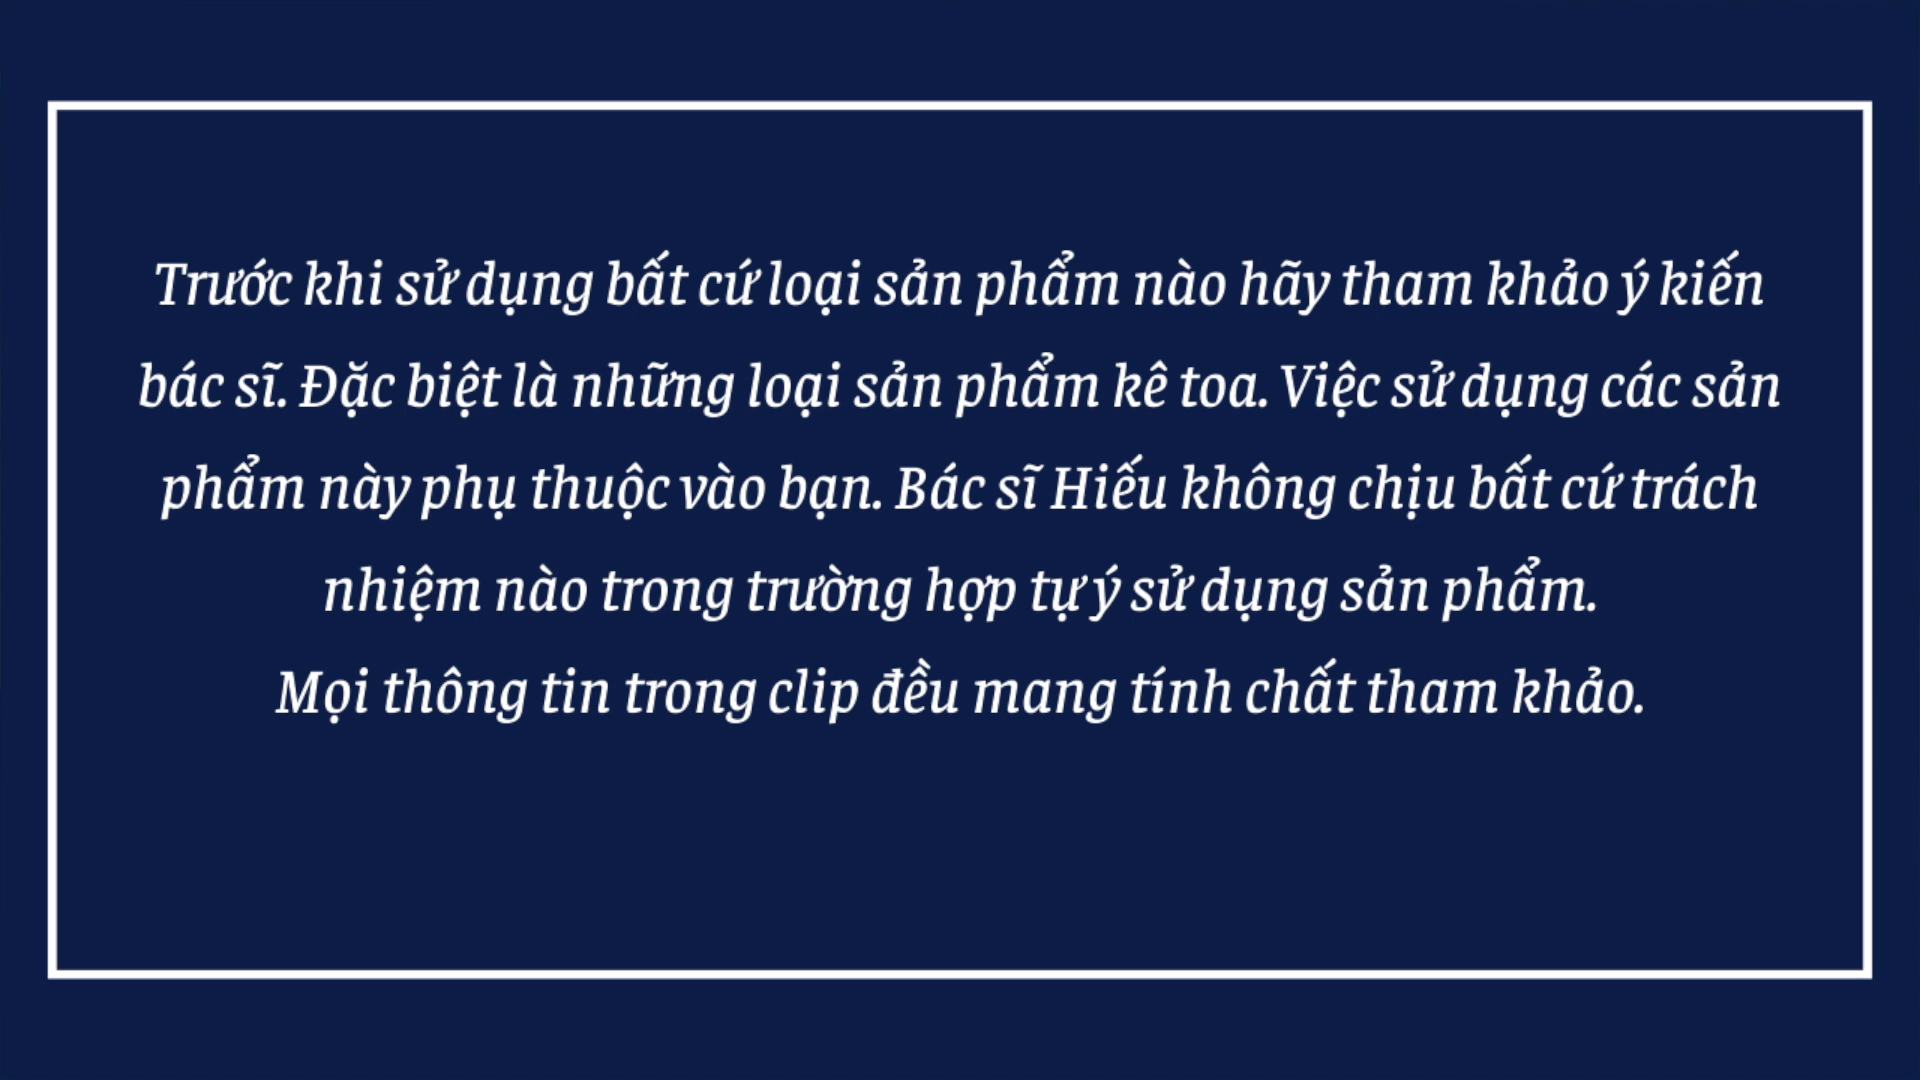 Trước khi sử dụng bất cứ loại sản phẩm nào hãy tham khảo ý kiến
bác sĩ. Đặc biệt là những loại sản phẩm kê toa. Việc sử dụng các sản
phẩm này phụ thuộc vào bạn. Bác sĩ Hiếu không chịu bất cứ trách
nhiệm nào trong trường hợp tự ý sử dụng sản phẩm.
Mọi thông tin trong clip đều mang tính chất tham khảo.